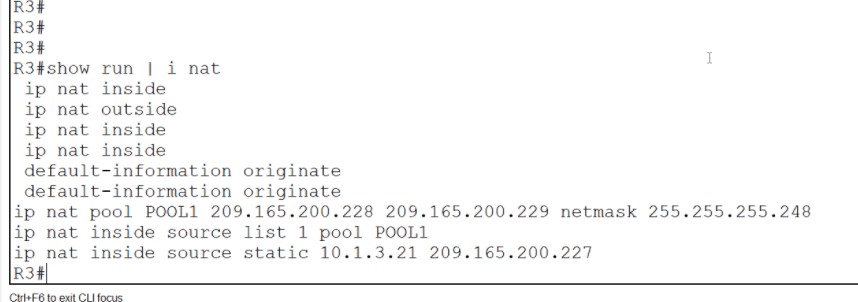 R3#
R3#
R3#
R3#show run | i nat
ip nat inside
ip nat outside
ip nat inside
ip nat inside
default-information originate
default-information originate
ip nat pool POOL1 209.165.200.228 209.165.200.229 netmask 255.255.255.248
ip nat inside source list 1 pool POOL1
ip nat inside source static 10.1.3.21 209.165.200.227
R3#
Ctrl+F6 to exit CLI focus